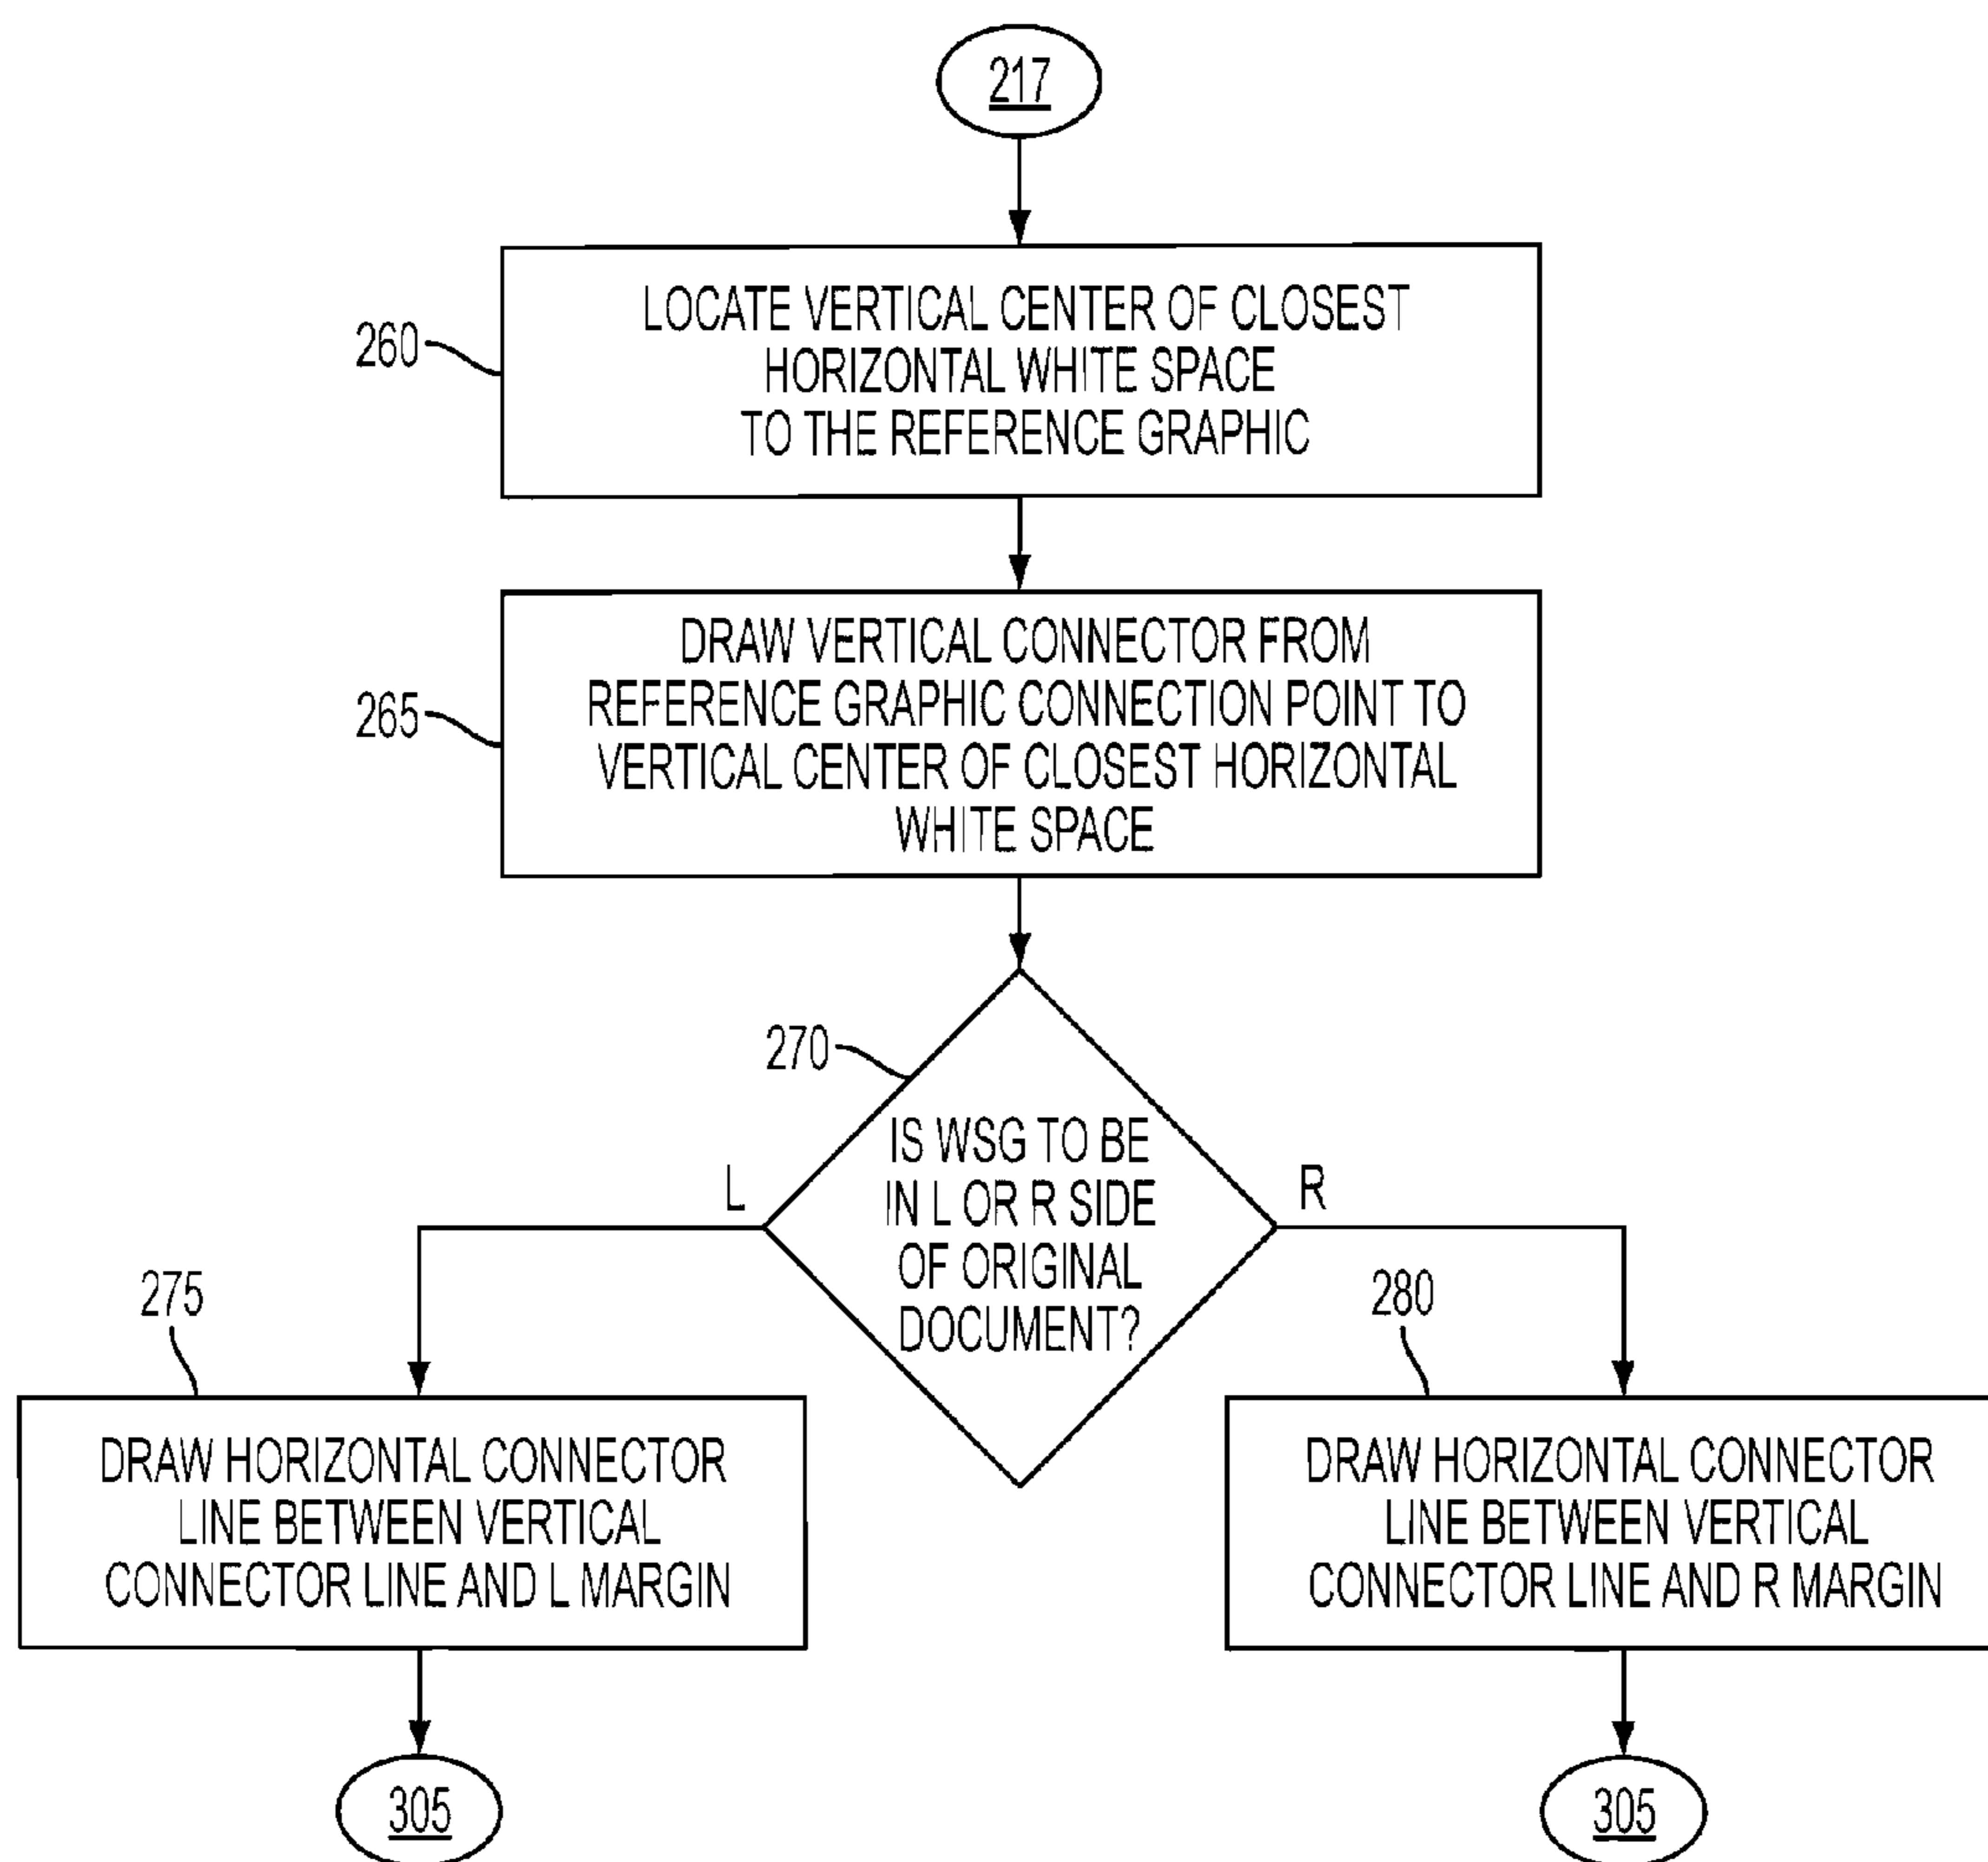 217
260
LOCATE VERTICAL CENTER OF CLOSEST
HORIZONTAL WHITE SPACE
TO THE REFERENCE GRAPHIC
265
DRAW VERTICAL CONNECTOR FROM
REFERENCE GRAPHIC CONNECTION POINT TO
VERTICAL CENTER OF CLOSEST HORIZONTAL
WHITE SPACE
270
IS WSG TO BE
IN L OR R SIDE
OF ORIGINAL
DOCUMENT?
L
R
275
DRAW HORIZONTAL CONNECTOR
LINE BETWEEN VERTICAL
CONNECTOR LINE AND L MARGIN
280
DRAW HORIZONTAL CONNECTOR
LINE BETWEEN VERTICAL
CONNECTOR LINE AND R MARGIN
305
305